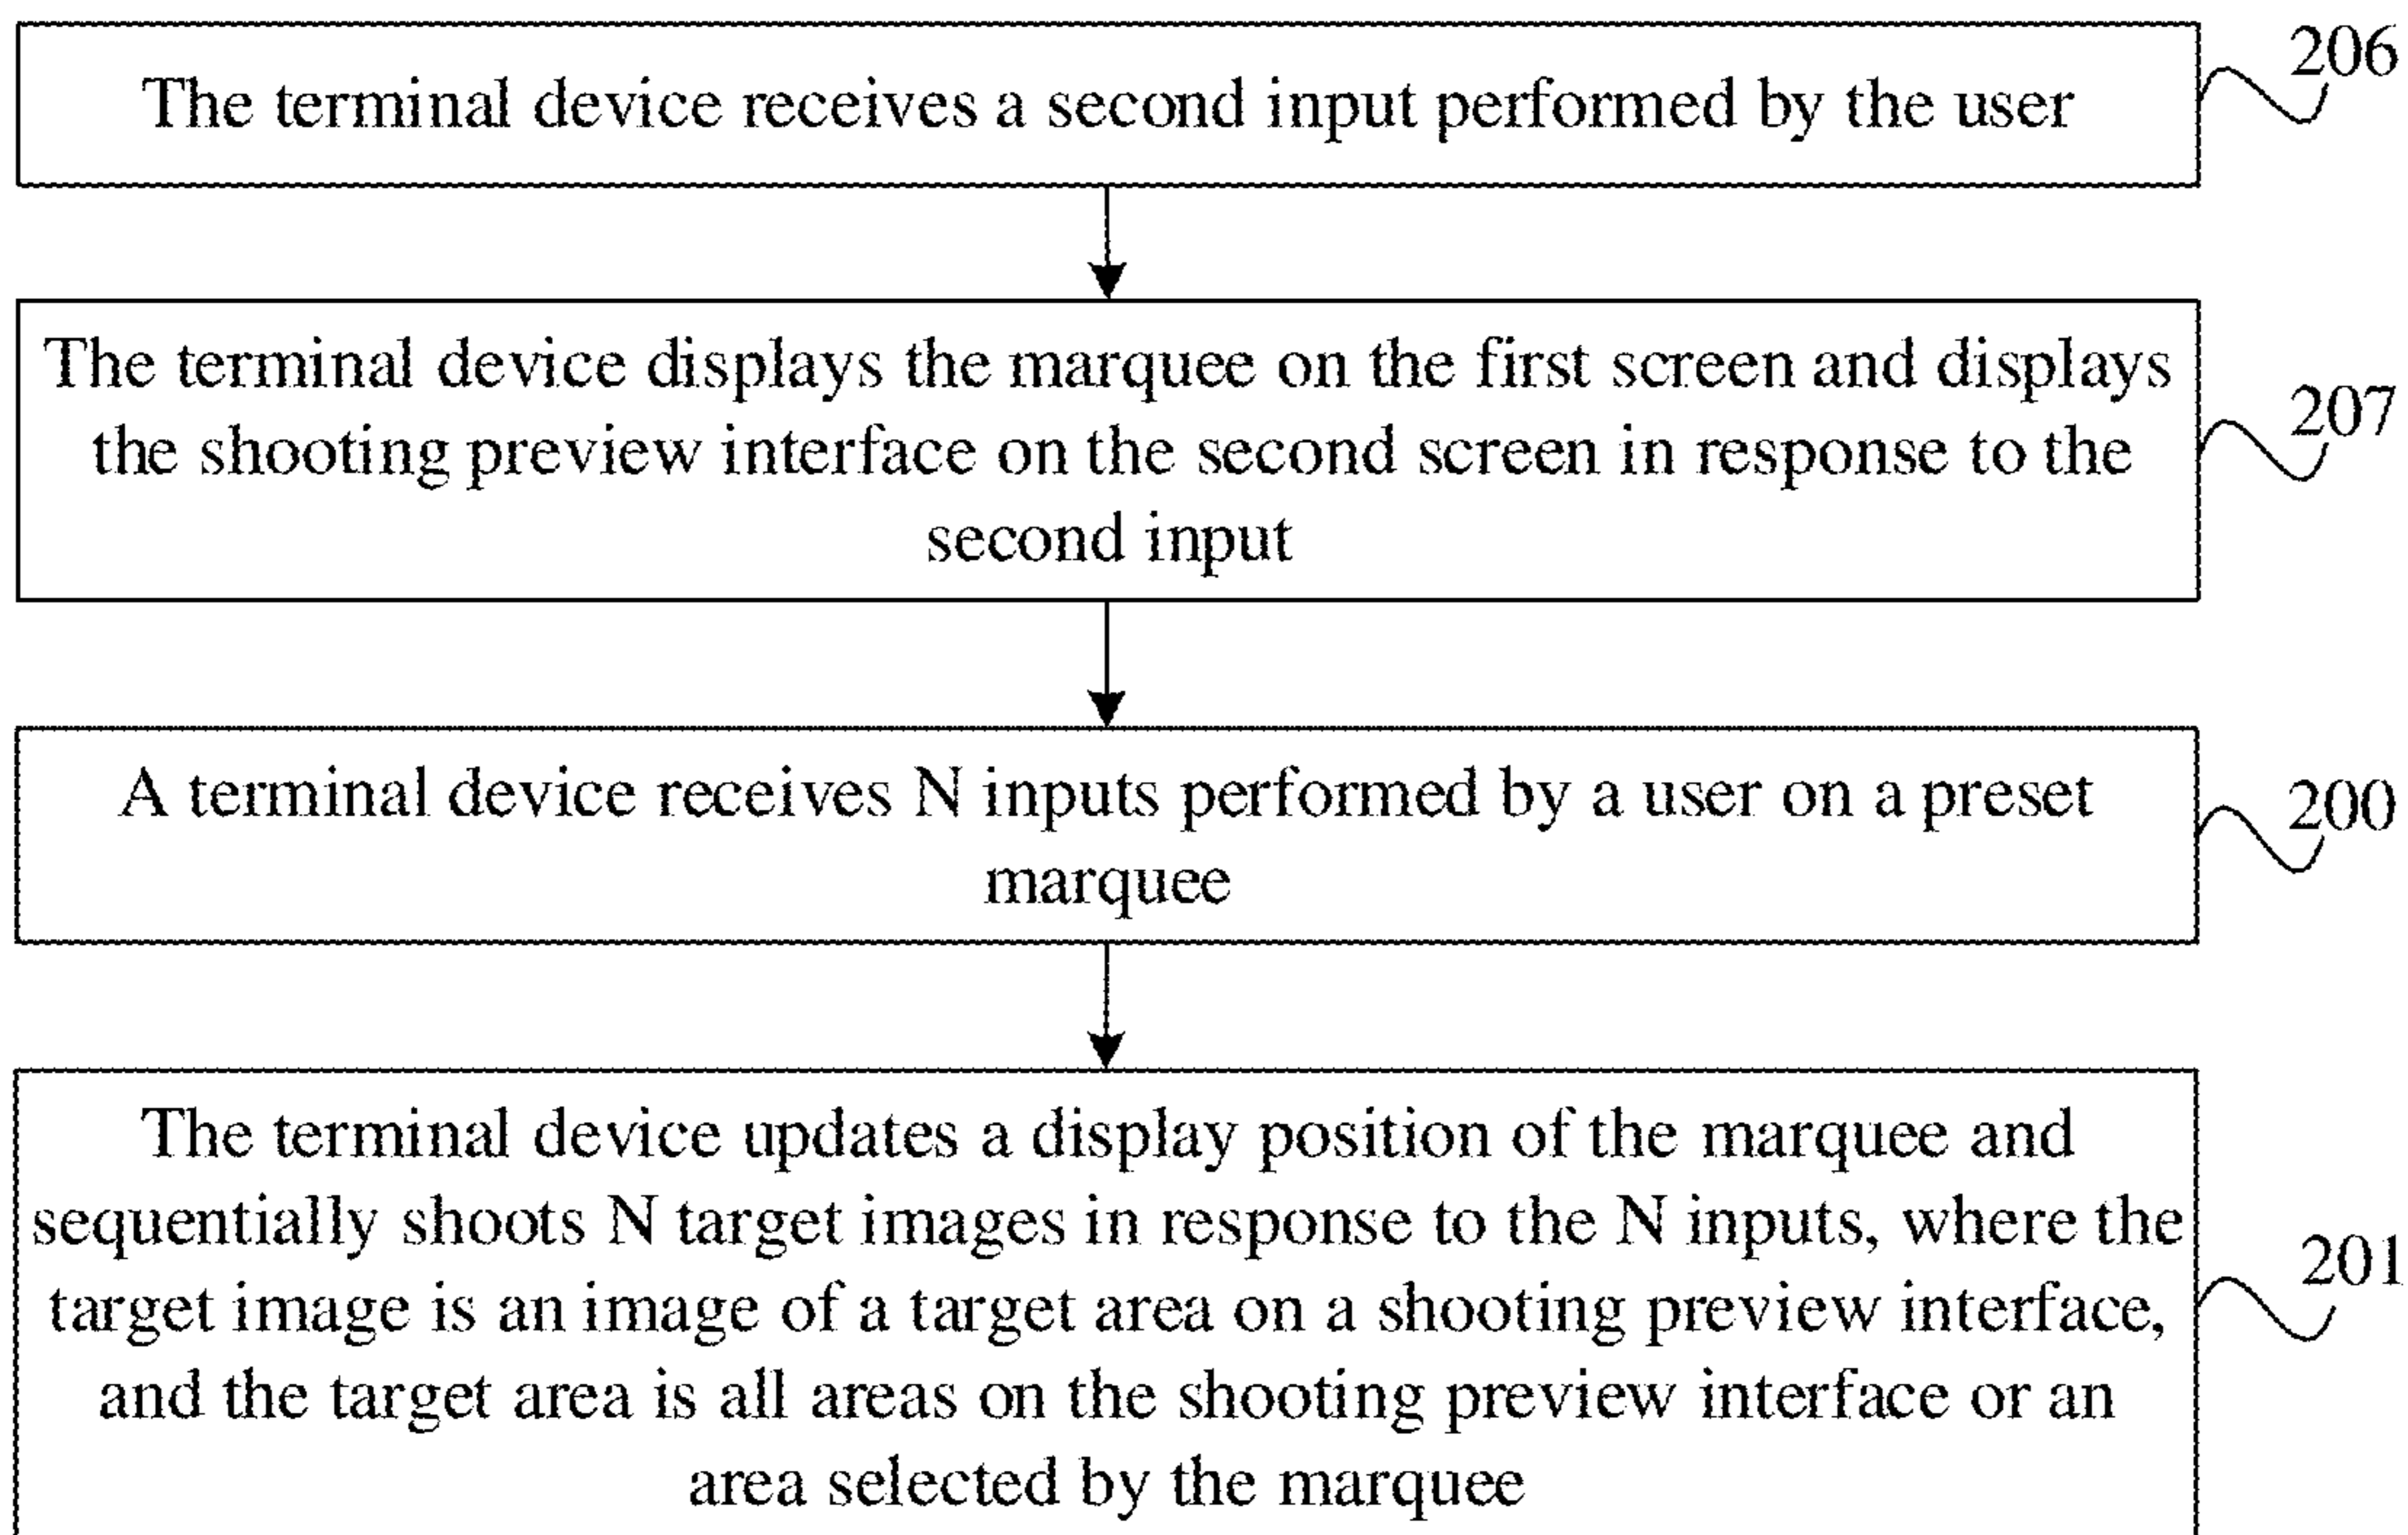 The terminal device receives a second input performed by the user
206
The terminal device displays the marquee on the first screen and displays
the shooting preview interface on the second screen in response to the
second input
207
A terminal device receives N inputs performed by a user on a preset
marquee
200
The terminal device updates a display position of the marquee and
sequentially shoots N target images in response to the N inputs, where the
target image is an image of a target area on a shooting preview interface,
and the target area is all areas on the shooting preview interface or an
area selected by the marquee
201